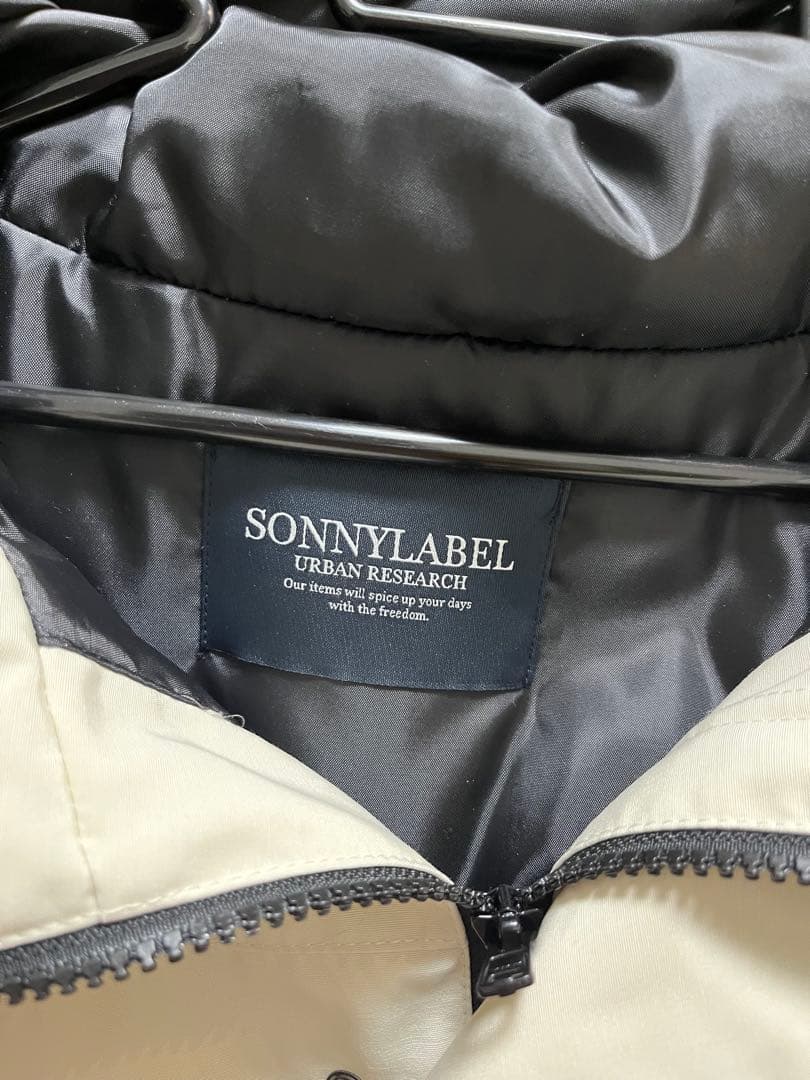 SONNYLABEL
URBAN RESEARCH
Our items will spice up your days
with the freedom.